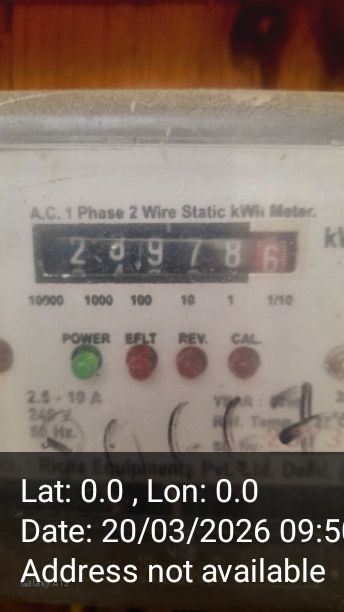 A.C. 1 Phase 2 Wire Static kWh Meter.
2 3 9 7 8 6
10000 1000 100 10 1 1/10
POWER EFLT REV. CAL.
2.5 - 10 A
240 V
50 Hz.
Lat: 0.0 , Lon: 0.0
Date: 20/03/2026 09:50
Address not available